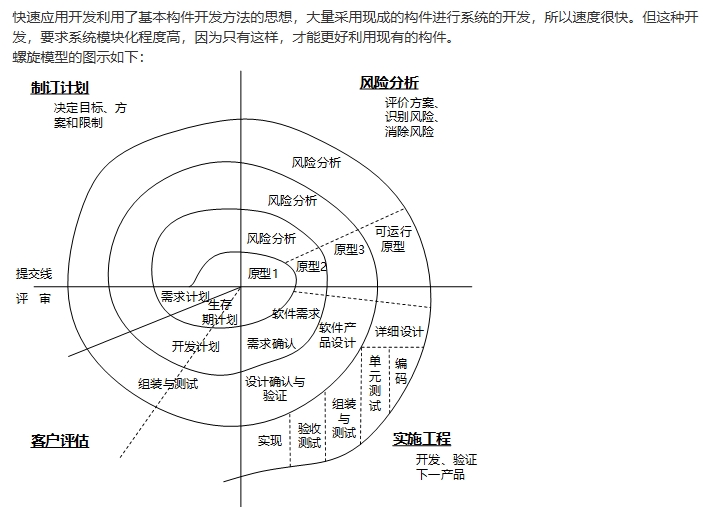 快速应用开发利用了基本构件开发方法的思想，大量采用现成的构件进行系统的开发，所以速度很快。但这种开
发，要求系统模块化程度高，因为只有这样，才能更好利用现有的构件。
螺旋模型的图示如下：
制订计划
决定目标、方
案和限制
风险分析
评价方案、
识别风险、
消除风险
风险分析
风险分析
风险分析
可运行
原型
原型3
原型2
原型1
提交线
评 审
需求计划
生存
期计划
开发计划
组装与测试
软件需求
需求确认
软件产
品设计
设计确认与
验证
详细设计
编
码
单
元
测
试
组装
与
测试
验收
测试
实现
客户评估
实施工程
开发、验证
下一产品